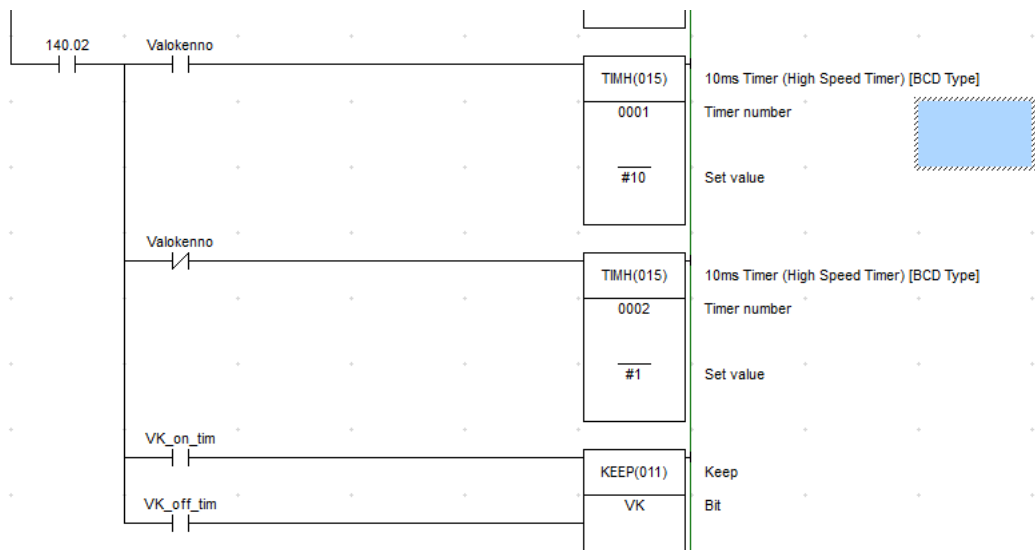 140.02 Valokenno
TIMH(015) 10ms Timer (High Speed Timer) [BCD Type]
0001 Timer number
#10 Set value
Valokenno
TIMH(015) 10ms Timer (High Speed Timer) [BCD Type]
0002 Timer number
#1 Set value
VK_on_tim
KEEP(011) Keep
VK_off_tim VK Bit